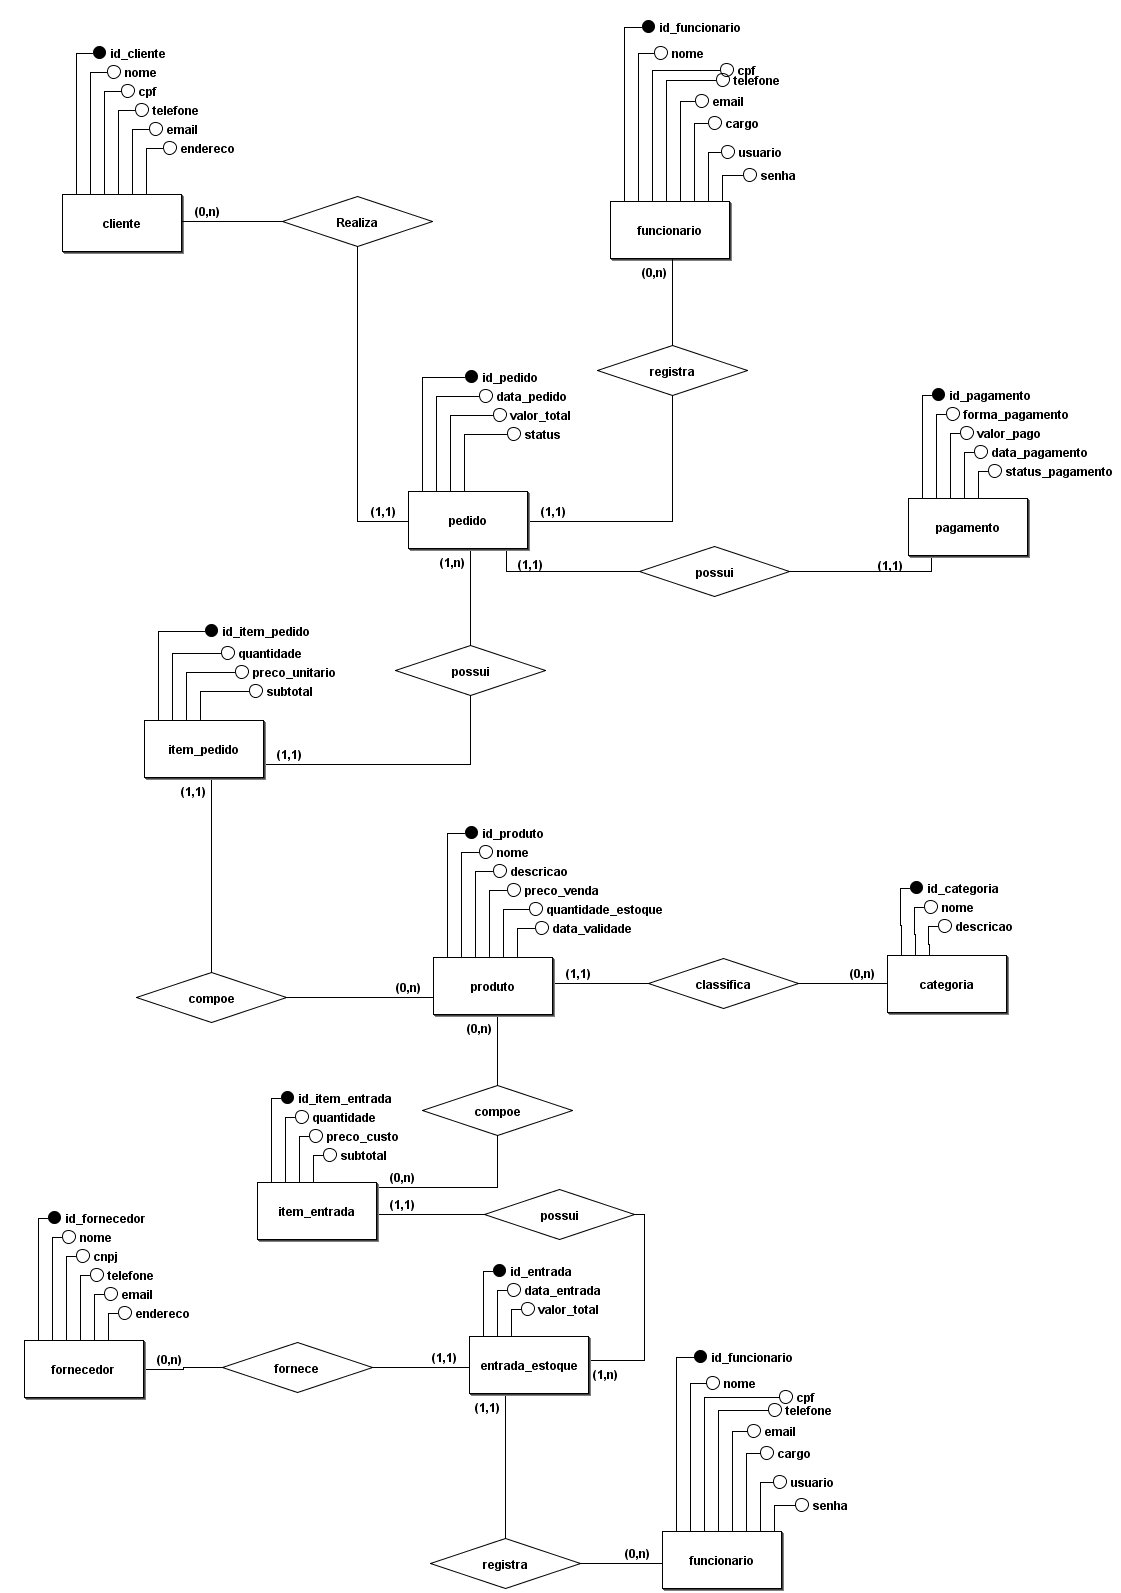 id_cliente
nome
cpf
telefone
email
endereco
cliente
(0,n)
Realiza
id_funcionario
nome
cpf
telefone
email
cargo
usuario
senha
funcionario
(0,n)
registra
id_pedido
data_pedido
valor_total
status
(1,1)
pedido
(1,1)
(1,n)
(1,1)
possui
(1,1)
id_pagamento
forma_pagamento
valor_pago
data_pagamento
status_pagamento
pagamento
possui
id_item_pedido
quantidade
preco_unitario
subtotal
item_pedido
(1,1)
(1,1)
compoe
(0,n)
id_produto
nome
descricao
preco_venda
quantidade_estoque
data_validade
produto
(1,1)
classifica
(0,n)
id_categoria
nome
descricao
categoria
(0,n)
compoe
id_item_entrada
quantidade
preco_custo
subtotal
item_entrada
(0,n)
(1,1)
possui
id_fornecedor
nome
cnpj
telefone
email
endereco
fornecedor
(0,n)
fornece
(1,1)
id_entrada
data_entrada
valor_total
entrada_estoque
(1,n)
(1,1)
registra
(0,n)
id_funcionario
nome
cpf
telefone
email
cargo
usuario
senha
funcionario